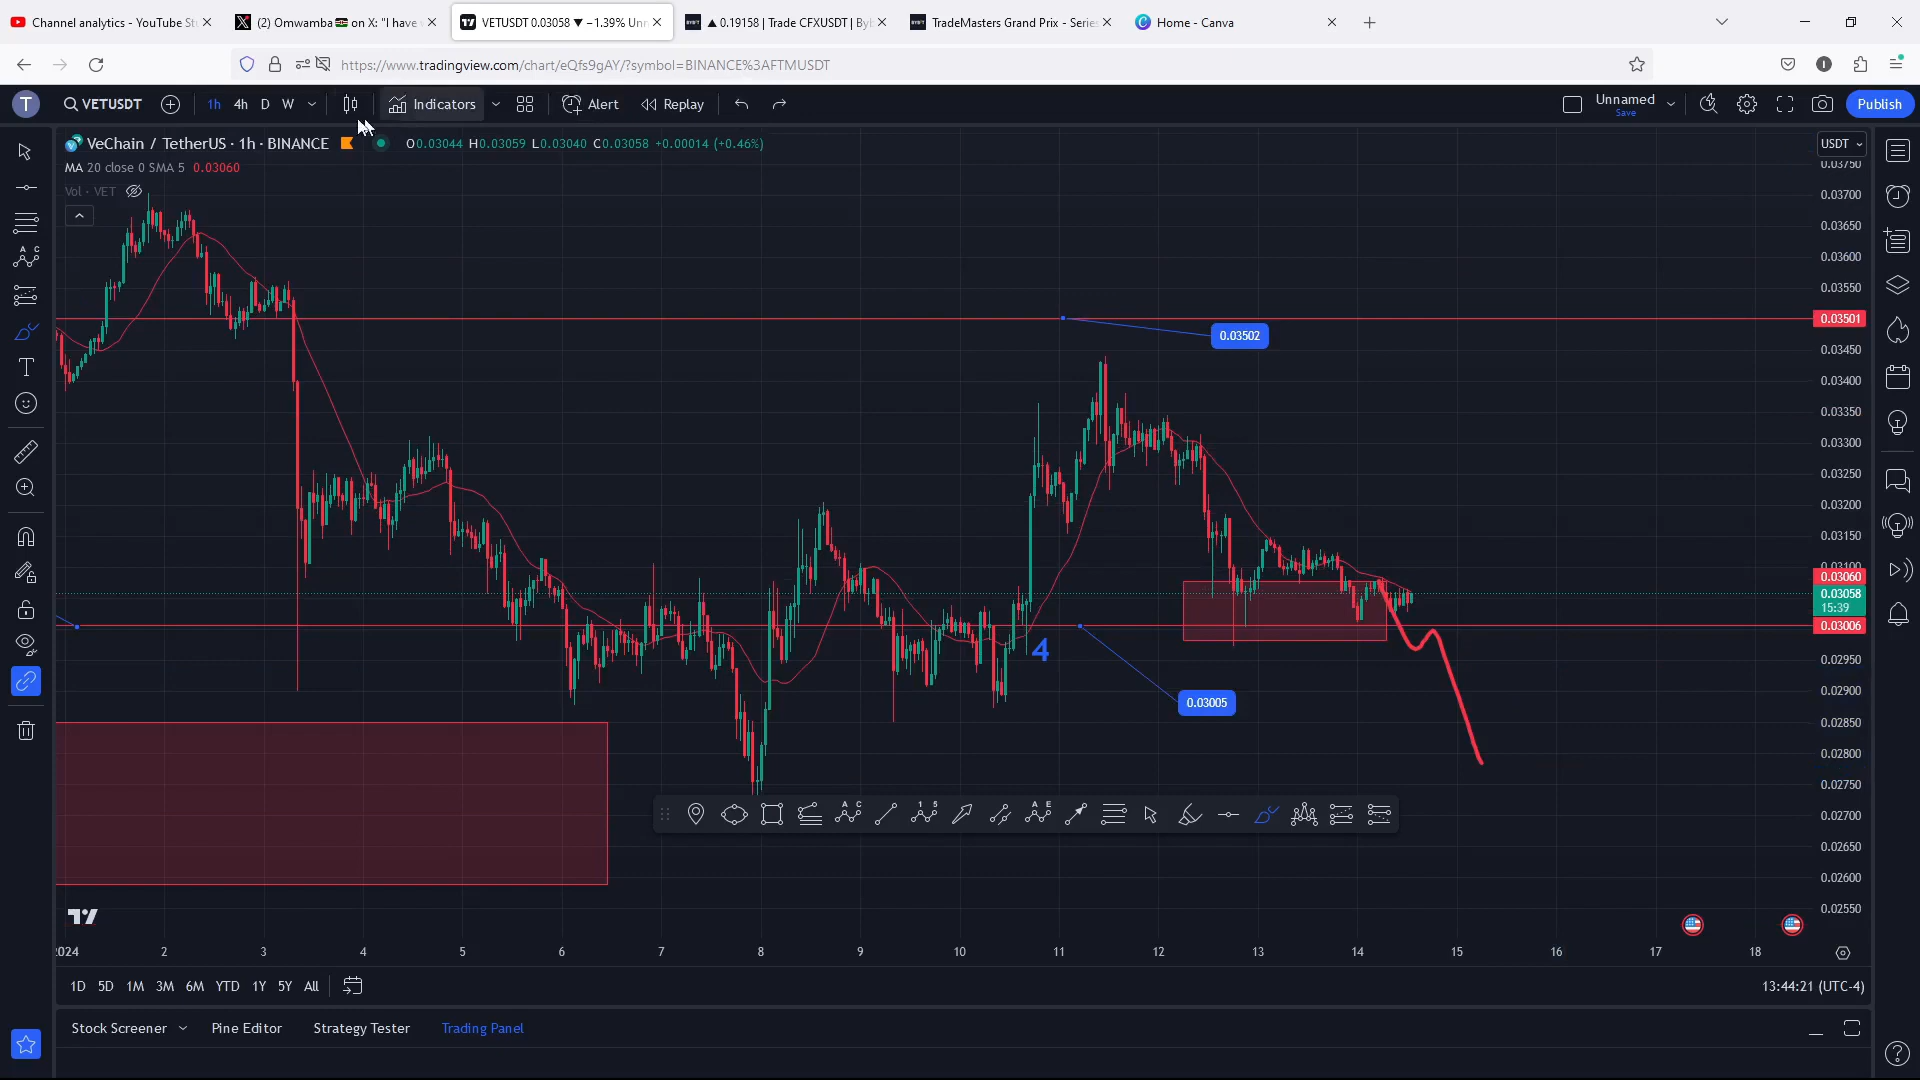 Channel analytics - YouTube St
(2) Omwamba on X: "I have
VETUSDT 0.03058 ▼ −1.39% Unn
▲ 0.19158 | Trade CFXUSDT | Byb
TradeMasters Grand Prix - Series
Home - Canva
https://www.tradingview.com/chart/eQfs9gAY/?symbol=BINANCE%3AFTMUSDT
T VETUSDT 1h 4h D W Indicators Alert Replay Unnamed Save Publish
VeChain / TetherUS · 1h · BINANCE O0.03044 H0.03059 L0.03040 C0.03058 +0.00014 (+0.46%)
USDT
MA 20 close 0 SMA 5 0.03060
Vol · VET
0.03750
0.03700
0.03650
0.03600
0.03550
0.03501
0.03502
0.03450
0.03400
0.03350
0.03300
0.03250
0.03200
0.03150
0.03100
0.03060
0.03058
15:39
0.03006
4
0.02950
0.02900
0.03005
0.02850
0.02800
0.02750
0.02700
0.02650
0.02600
0.02550
2024 2 3 4 5 6 7 8 9 10 11 12 13 14 15 16 17 18
1D 5D 1M 3M 6M YTD 1Y 5Y All
13:44:21 (UTC-4)
Stock Screener Pine Editor Strategy Tester Trading Panel